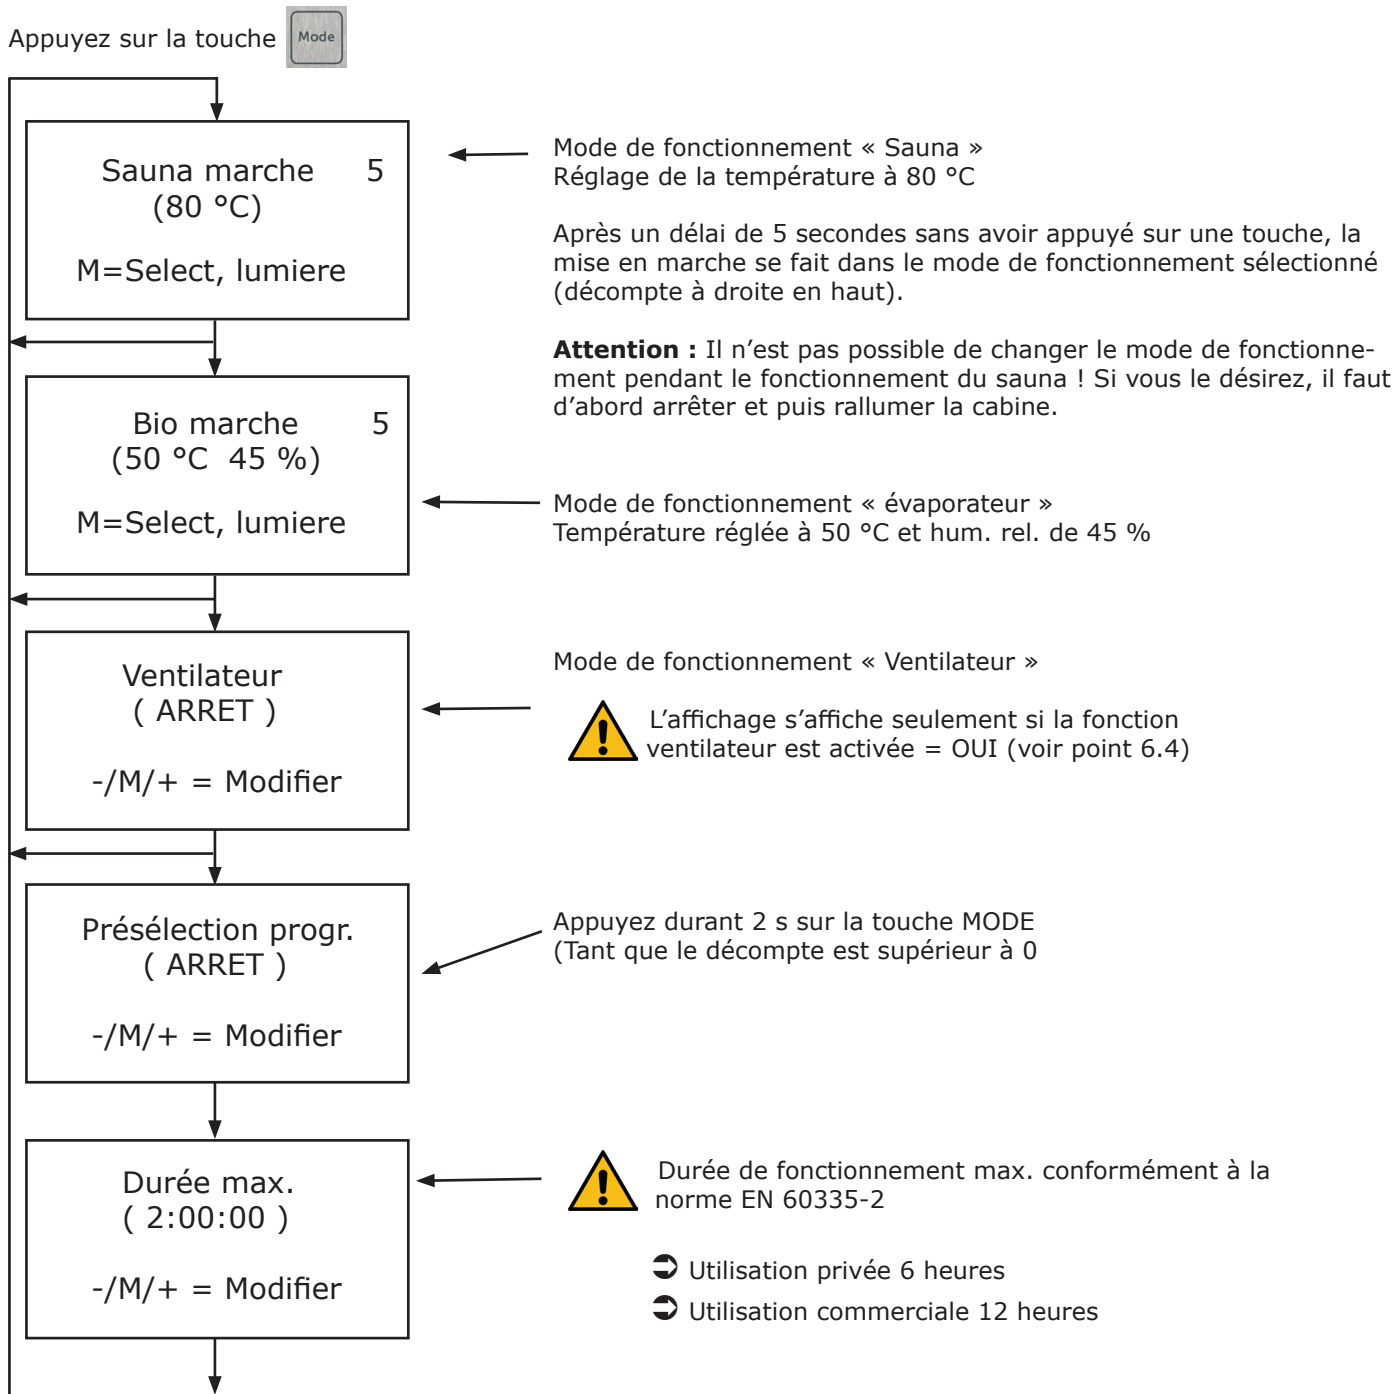 Appuyez sur la touche Mode
Sauna marche 5
(80 °C)
M=Select, lumiere
Mode de fonctionnement « Sauna »
Réglage de la température à 80 °C
Après un délai de 5 secondes sans avoir appuyé sur une touche, la
mise en marche se fait dans le mode de fonctionnement sélectionné
(décompte à droite en haut).
Attention : Il n’est pas possible de changer le mode de fonctionne-
ment pendant le fonctionnement du sauna ! Si vous le désirez, il faut
d’abord arrêter et puis rallumer la cabine.
Bio marche 5
(50 °C 45 %)
M=Select, lumiere
Mode de fonctionnement « évaporateur »
Température réglée à 50 °C et hum. rel. de 45 %
Ventilateur
( ARRET )
-/M/+ = Modifier
Mode de fonctionnement « Ventilateur »
L’affichage s’affiche seulement si la fonction
ventilateur est activée = OUI (voir point 6.4)
Présélection progr.
( ARRET )
-/M/+ = Modifier
Appuyez durant 2 s sur la touche MODE
(Tant que le décompte est supérieur à 0
Durée max.
( 2:00:00 )
-/M/+ = Modifier
Durée de fonctionnement max. conformément à la
norme EN 60335-2
➲ Utilisation privée 6 heures
➲ Utilisation commerciale 12 heures